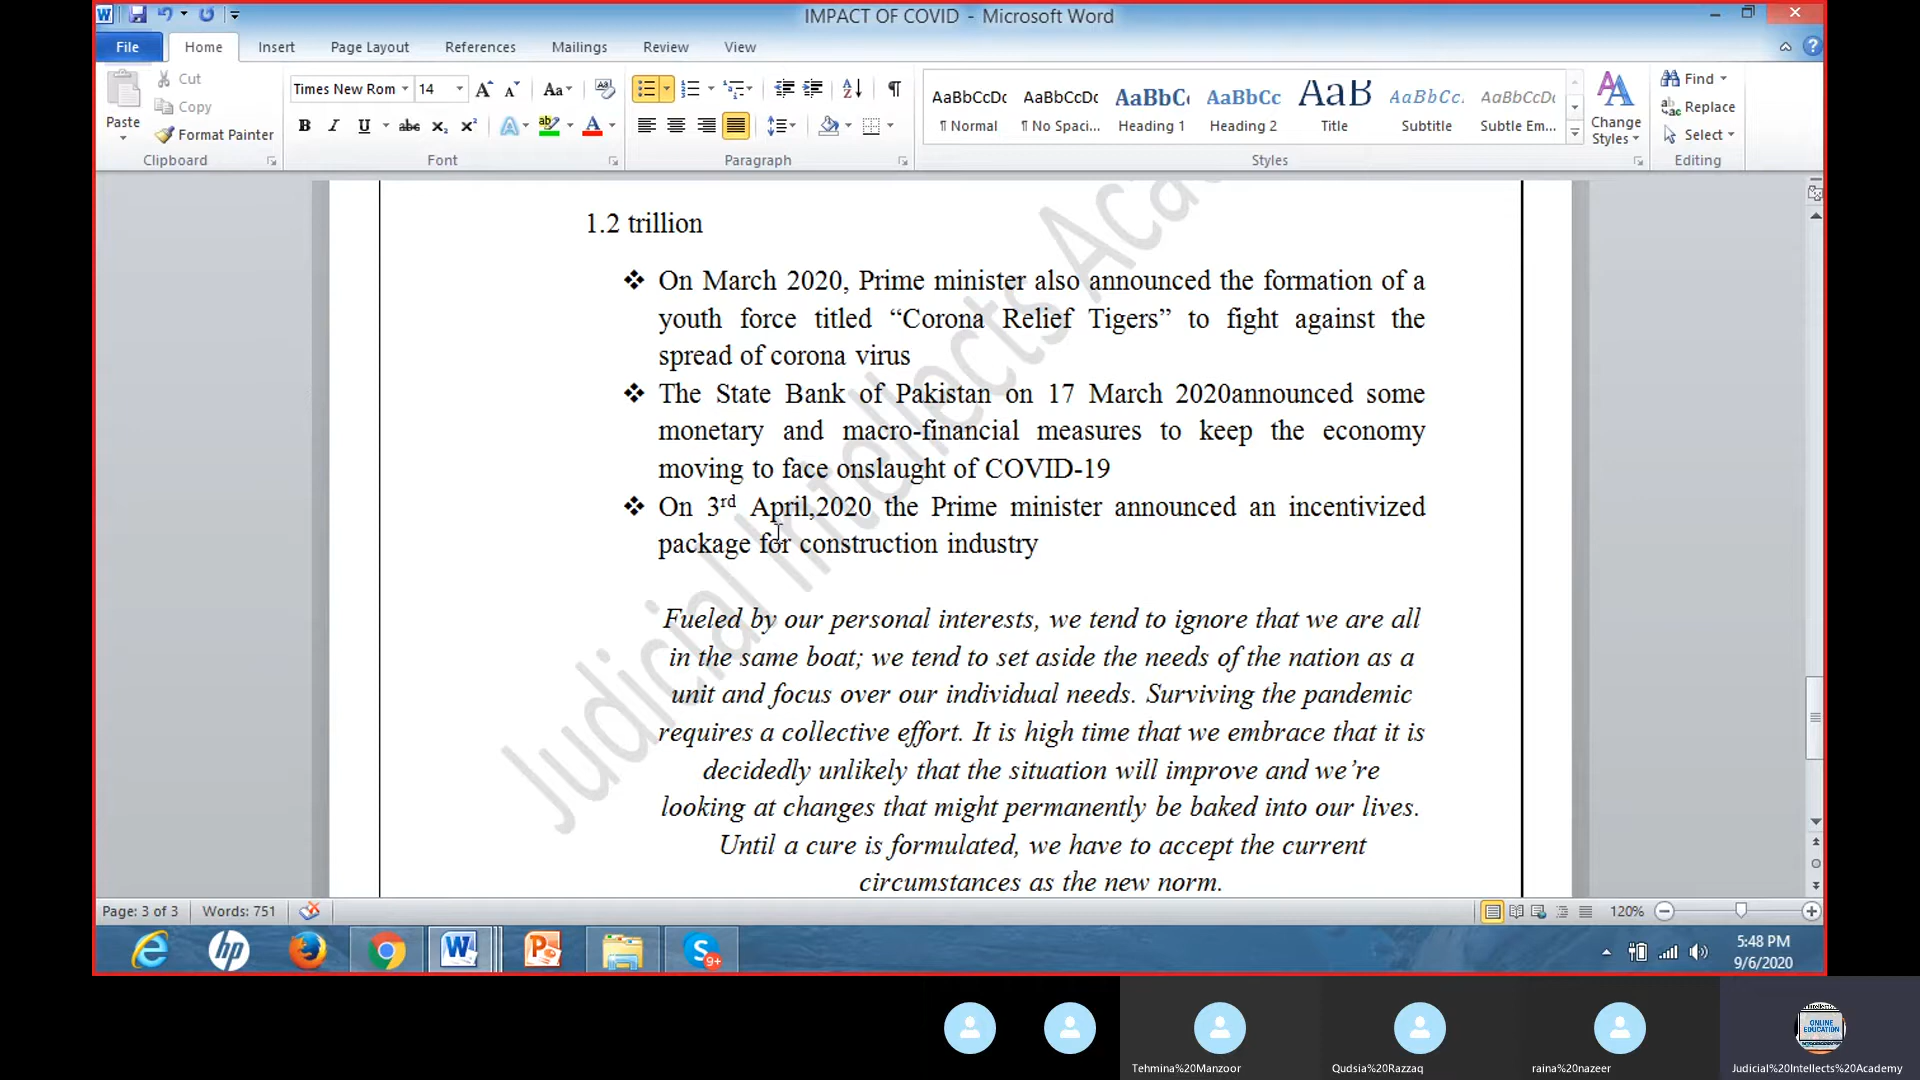 IMPACT OF COVID - Microsoft Word
File Home Insert Page Layout References Mailings Review View
Paste
Cut
Copy
Format Painter
Clipboard
Times New Rom 14
Font
Paragraph
AaBbCcDc AaBbCcDc AaBbC AaBbCc AaB AaBbCc. AaBbCcDc
¶ Normal ¶ No Spaci... Heading 1 Heading 2 Title Subtitle Subtle Em...
Change
Styles
Styles
Find
Replace
Select
Editing
1.2 trillion
❖ On March 2020, Prime minister also announced the formation of a
youth force titled “Corona Relief Tigers” to fight against the
spread of corona virus
❖ The State Bank of Pakistan on 17 March 2020announced some
monetary and macro-financial measures to keep the economy
moving to face onslaught of COVID-19
❖ On 3rd April,2020 the Prime minister announced an incentivized
package for construction industry
Fueled by our personal interests, we tend to ignore that we are all
in the same boat; we tend to set aside the needs of the nation as a
unit and focus over our individual needs. Surviving the pandemic
requires a collective effort. It is high time that we embrace that it is
decidedly unlikely that the situation will improve and we’re
looking at changes that might permanently be baked into our lives.
Until a cure is formulated, we have to accept the current
circumstances as the new norm.
Judicial Intellects Aca
Page: 3 of 3 Words: 751 120%
5:48 PM
9/6/2020
9+
ONLINE
EDUCATION
Tehmina%20Manzoor Qudsia%20Razzaq raina%20nazeer Judicial%20Intellects%20Academy